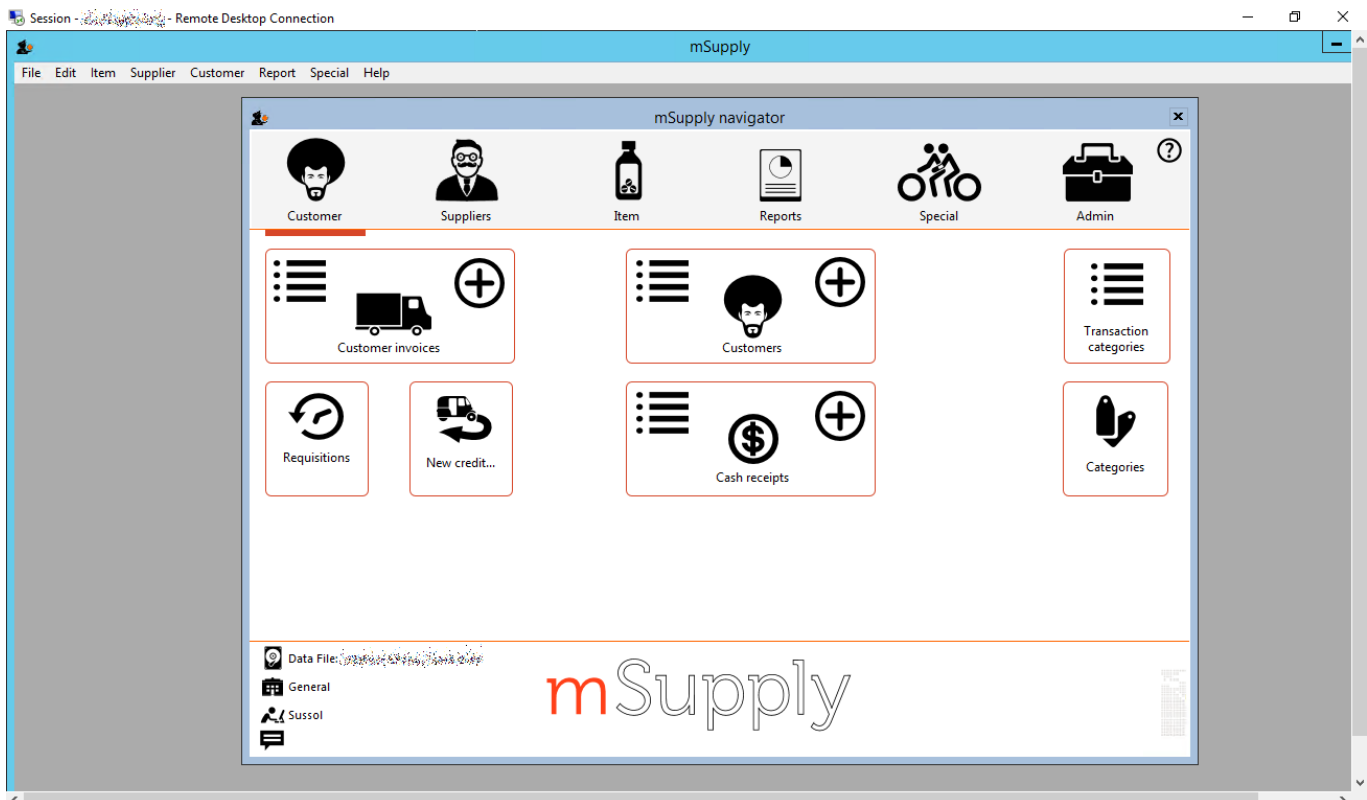 Session - - Remote Desktop Connection
mSupply
File Edit Item Supplier Customer Report Special Help
mSupply navigator
Customer Suppliers Item Reports Special Admin
?
Customer invoices
Customers
Transaction
categories
Requisitions
New credit...
$
Cash receipts
Categories
Data File:
General
Sussol
mSupply